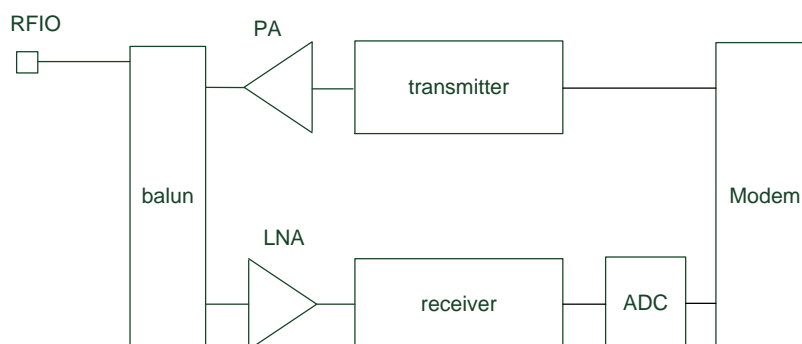 RFIO
PA
transmitter
balun
Modem
LNA
receiver
ADC